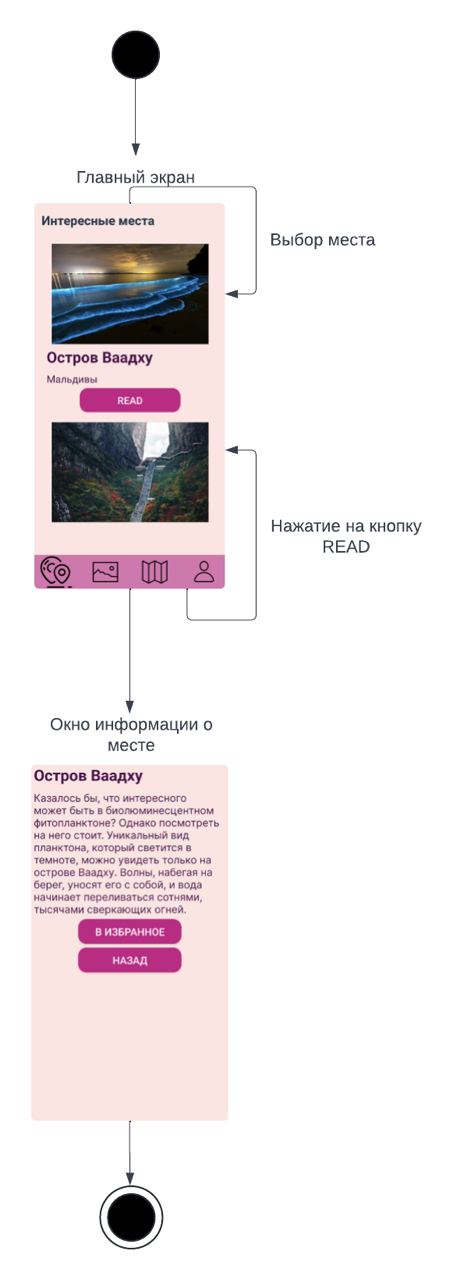 Главный экран
Интересные места
Выбор места
Остров Ваадху
Мальдивы
READ
Нажатие на кнопку
READ
Окно информации о
месте
Остров Ваадху
Казалось бы, что интересного
может быть в биолюминесцентном
фитопланктоне? Однако посмотреть
на него стоит. Уникальный вид
планктона, который светится в
темноте, можно увидеть только на
острове Ваадху. Волны, набегая на
берег, уносят его с собой, и вода
начинает переливаться сотнями,
тысячами сверкающих огней.
В ИЗБРАННОЕ
НАЗАД